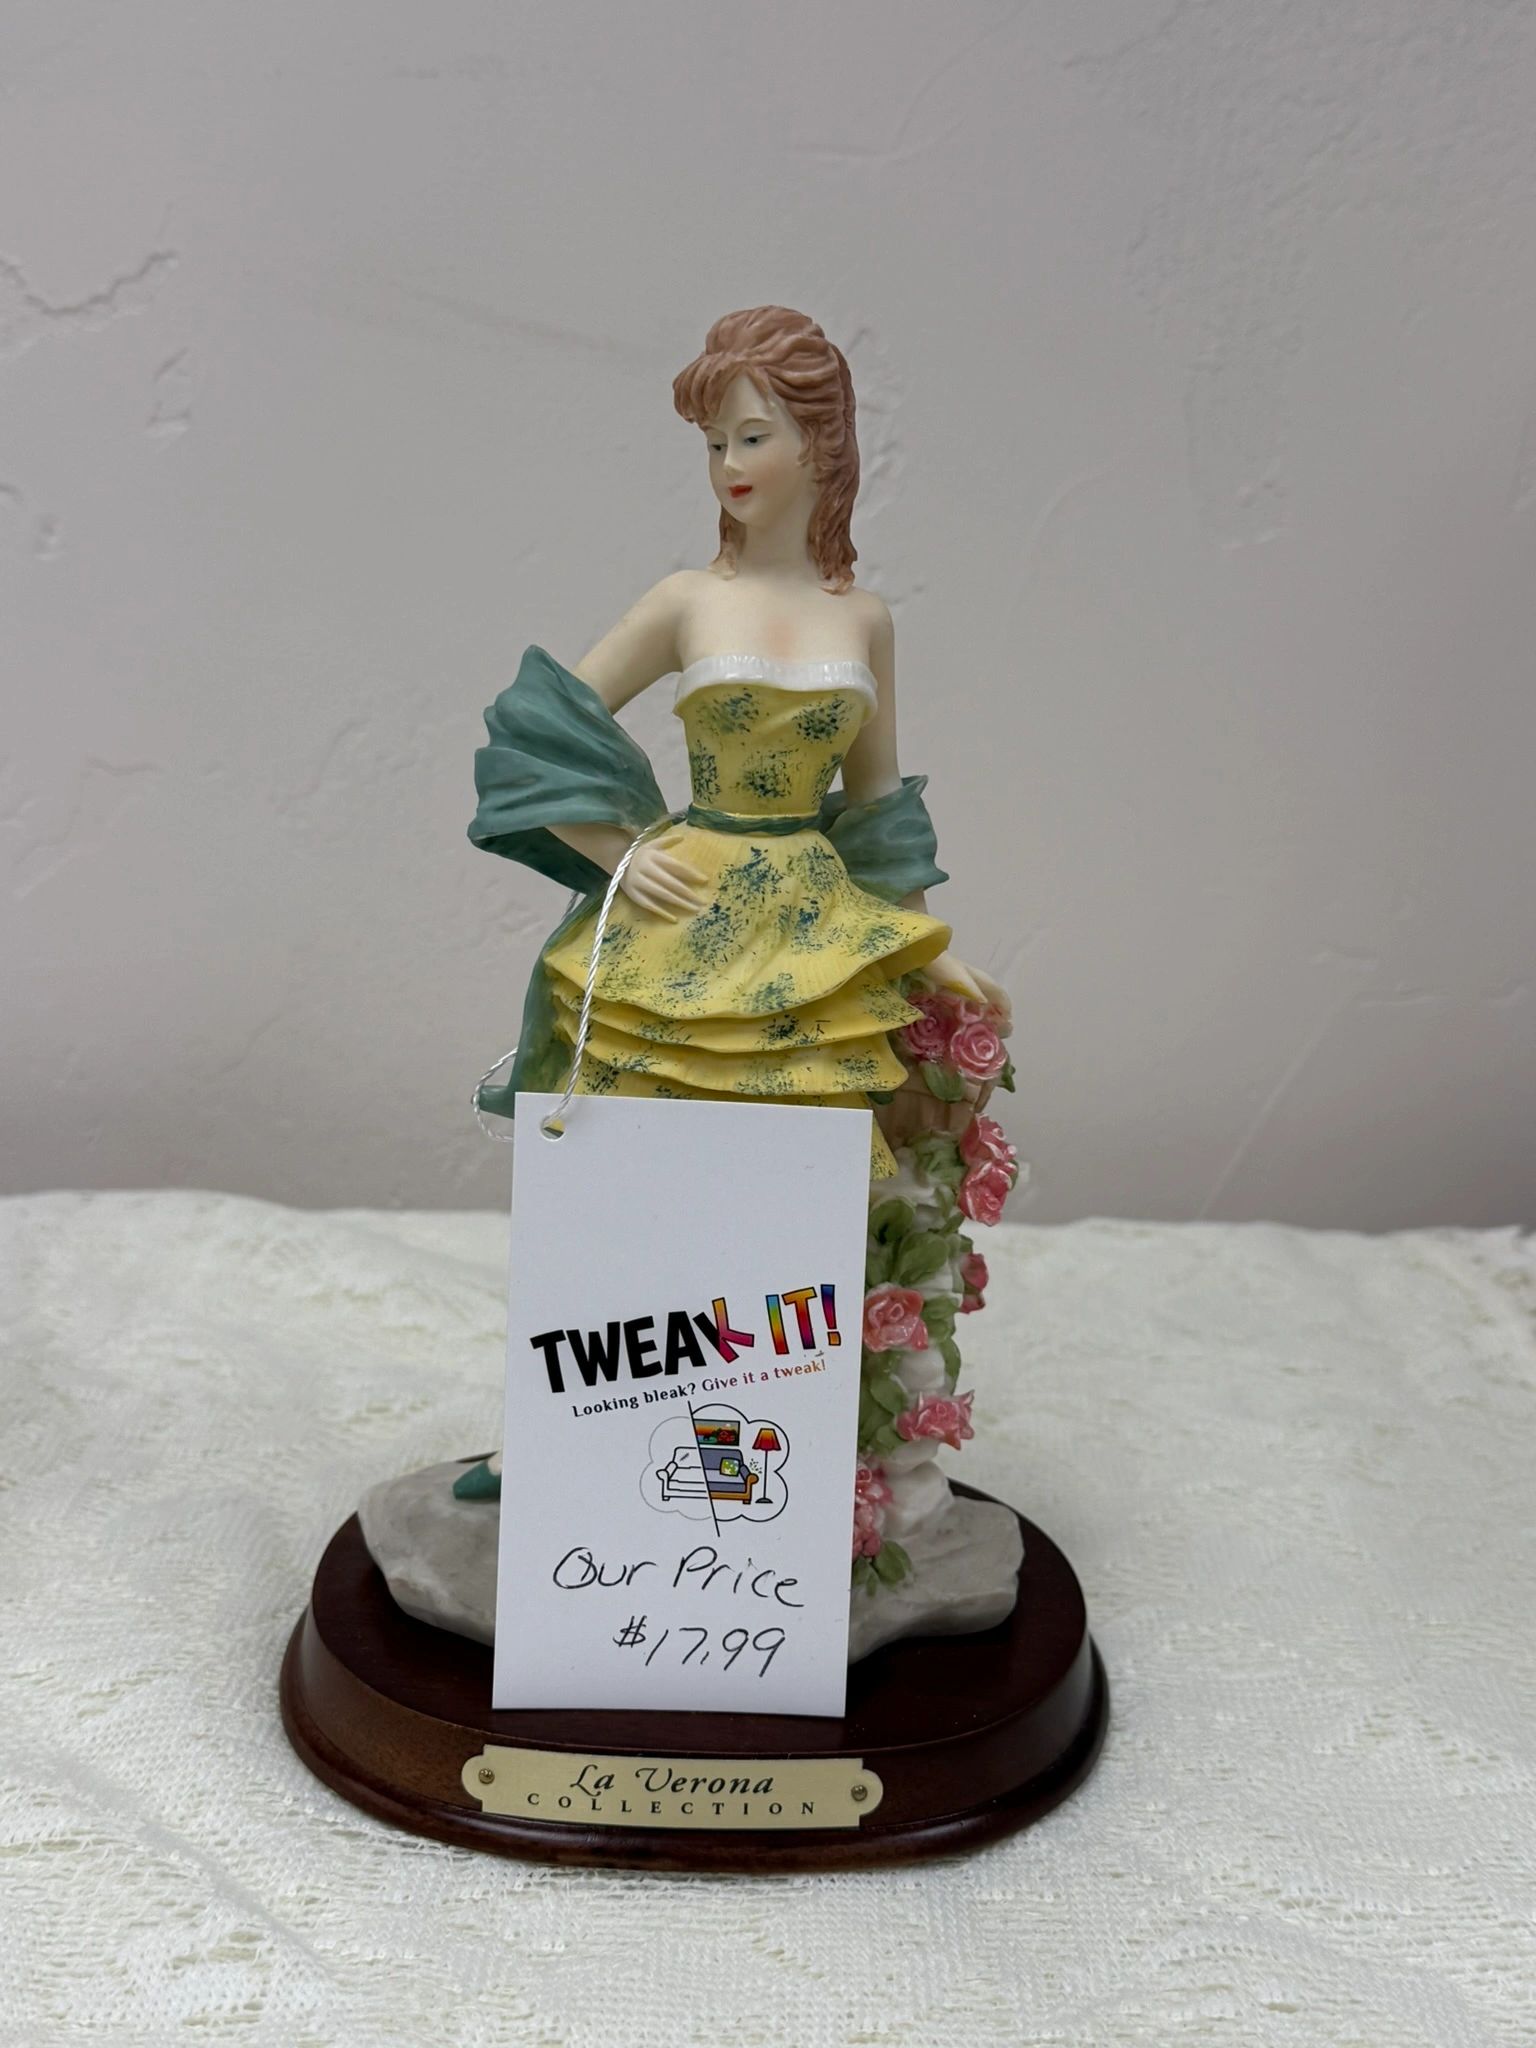 TWEAK IT!
Looking bleak? Give it a tweak!
Our Price
$17.99
La Verona
COLLECTION